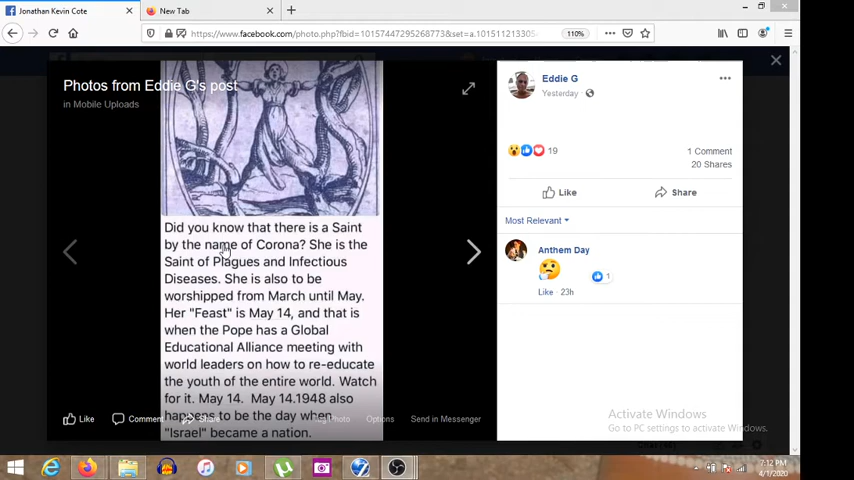 Jonathan Kevin Cote
New Tab
https://www.facebook.com/photo.php?fbid=10157447295268773&set=a.101511213305
110%
Photos from Eddie G's post
in Mobile Uploads
Did you know that there is a Saint
by the name of Corona? She is the
Saint of Plagues and Infectious
Diseases. She is also to be
worshipped from March until May.
Her "Feast" is May 14, and that is
when the Pope has a Global
Educational Alliance meeting with
world leaders on how to re-educate
the youth of the entire world. Watch
for it. May 14. May 14.1948 also
happens to be the day when
"Israel" became a nation.
Like
Comment
Share
Tag Photo
Options
Send in Messenger
Eddie G
Yesterday
19
1 Comment
20 Shares
Like
Share
Most Relevant
Anthem Day
1
Like · 23h
Activate Windows
Go to PC settings to activate Windows.
7:12 PM
4/1/2020